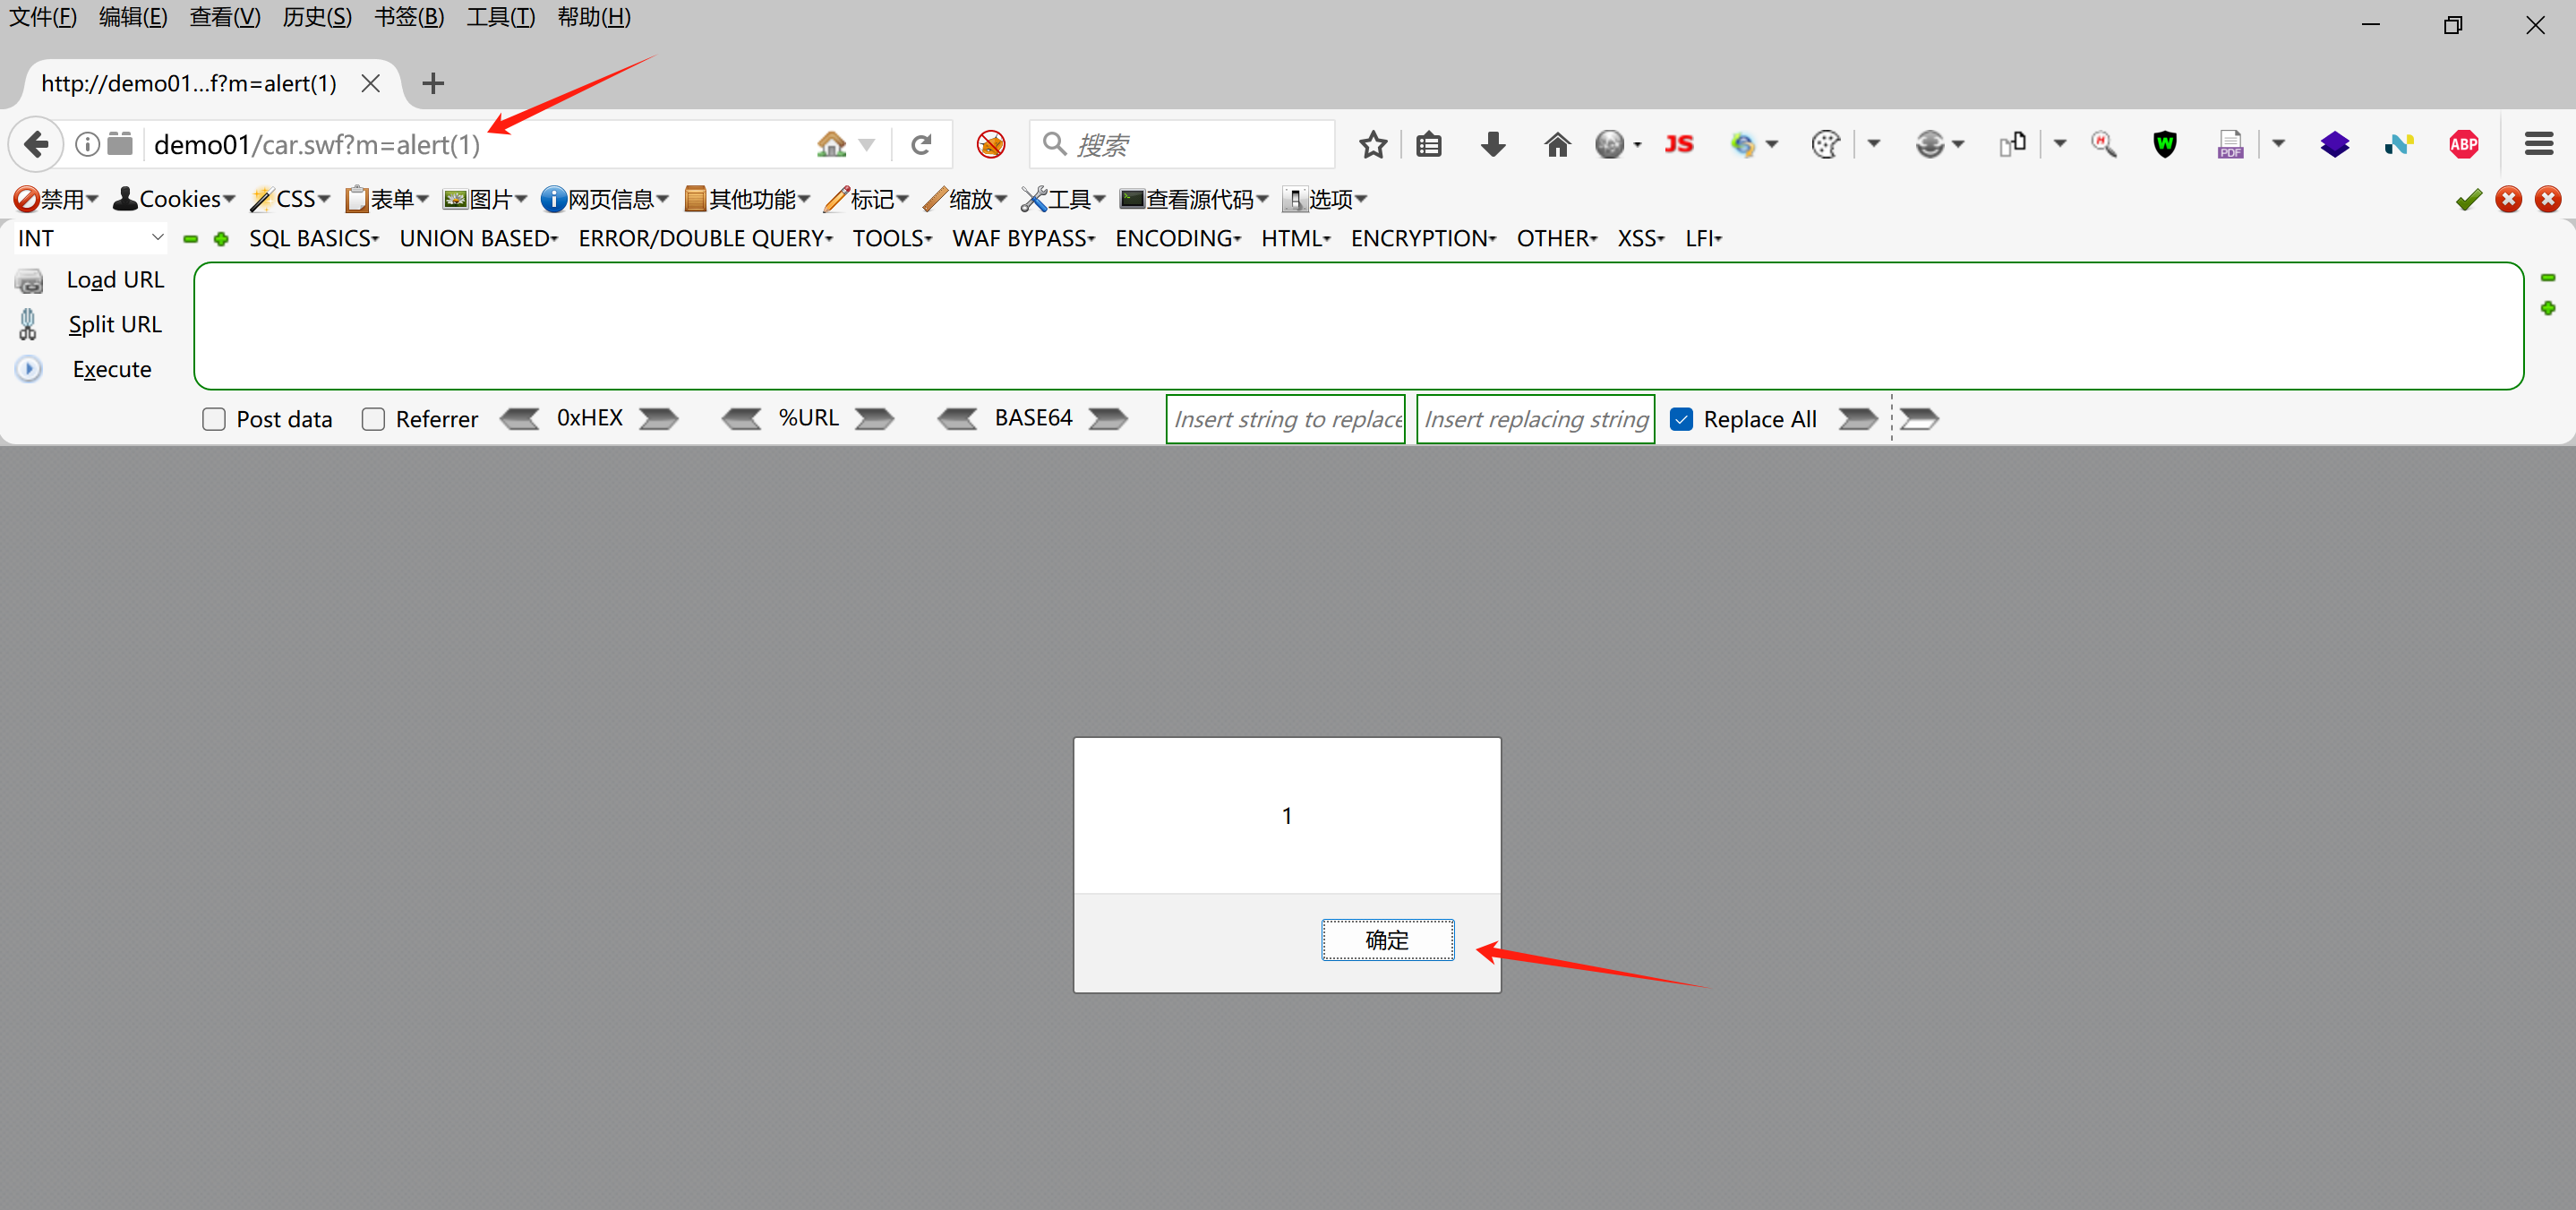 文件(F) 编辑(E) 查看(V) 历史(S) 书签(B) 工具(T) 帮助(H)
http://demo01...f?m=alert(1)
demo01/car.swf?m=alert(1) 搜索 JS W PDF N ABP
禁用 Cookies CSS 表单 图片 网页信息 其他功能 标记 缩放 工具 查看源代码 选项
INT SQL BASICS UNION BASED ERROR/DOUBLE QUERY TOOLS WAF BYPASS ENCODING HTML ENCRYPTION OTHER XSS LFI
Load URL
Split URL
Execute
Post data Referrer 0xHEX %URL BASE64 Insert string to replace Insert replacing string Replace All
1
确定